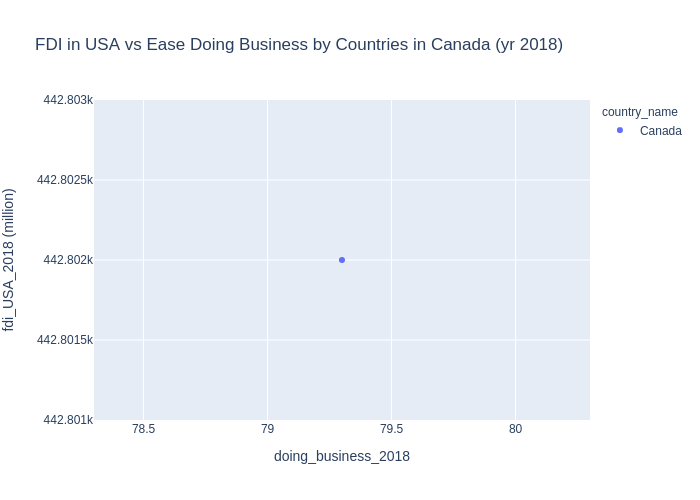 FDI in USA vs Ease Doing Business by Countries in Canada (yr 2018)
442.803k
442.8025k
442.802k
442.8015k
442.801k
fdi_USA_2018 (million)
78.5
79
79.5
80
doing_business_2018
country_name
Canada